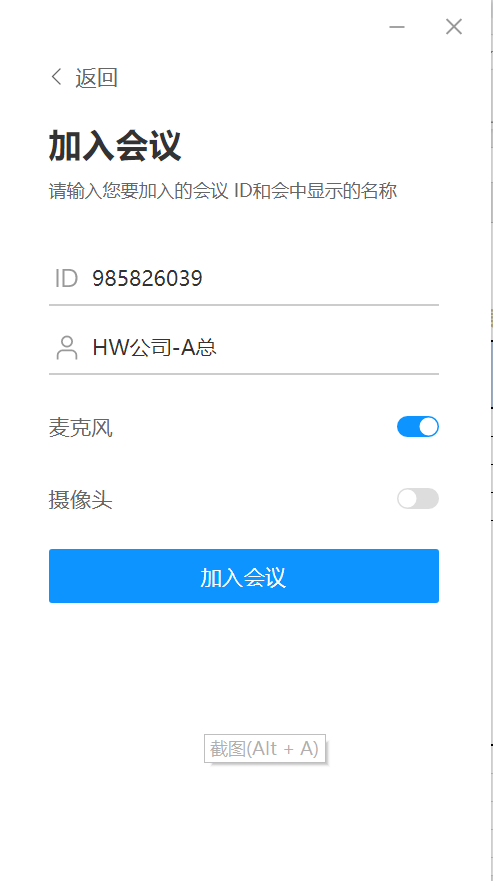 返回
加入会议
请输入您要加入的会议 ID和会中显示的名称
ID 985826039
HW公司-A总
麦克风
摄像头
加入会议
截图(Alt + A)